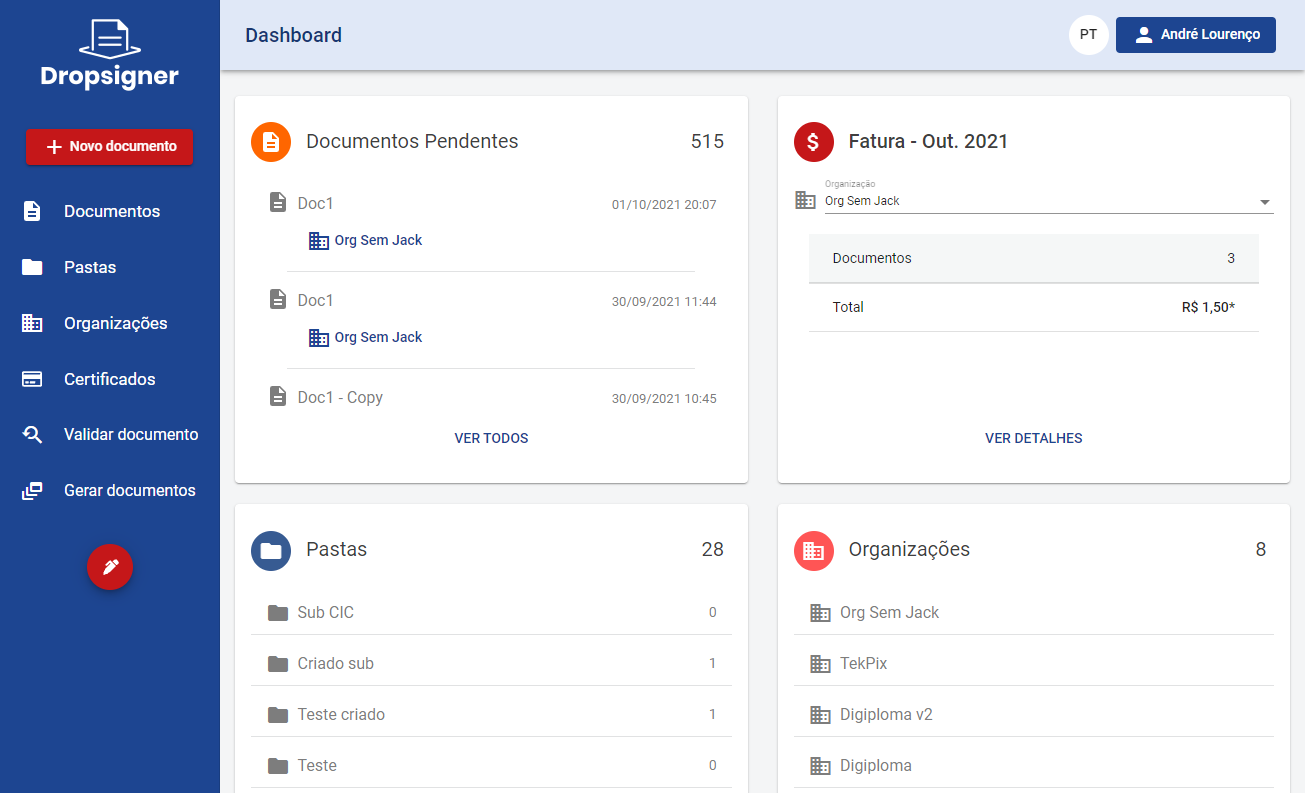 Dropsigner
Novo documento
Documentos
Pastas
Organizações
Certificados
Validar documento
Gerar documentos
Dashboard
PT
André Lourenço
Documentos Pendentes 515
Doc1 01/10/2021 20:07
Org Sem Jack
Doc1 30/09/2021 11:44
Org Sem Jack
Doc1 - Copy 30/09/2021 10:45
VER TODOS
$
Fatura - Out. 2021
Organização
Org Sem Jack
Documentos 3
Total R$ 1,50*
VER DETALHES
Pastas 28
Sub CIC 0
Criado sub 1
Teste criado 1
Teste 0
Organizações 8
Org Sem Jack
TekPix
Digiploma v2
Digiploma